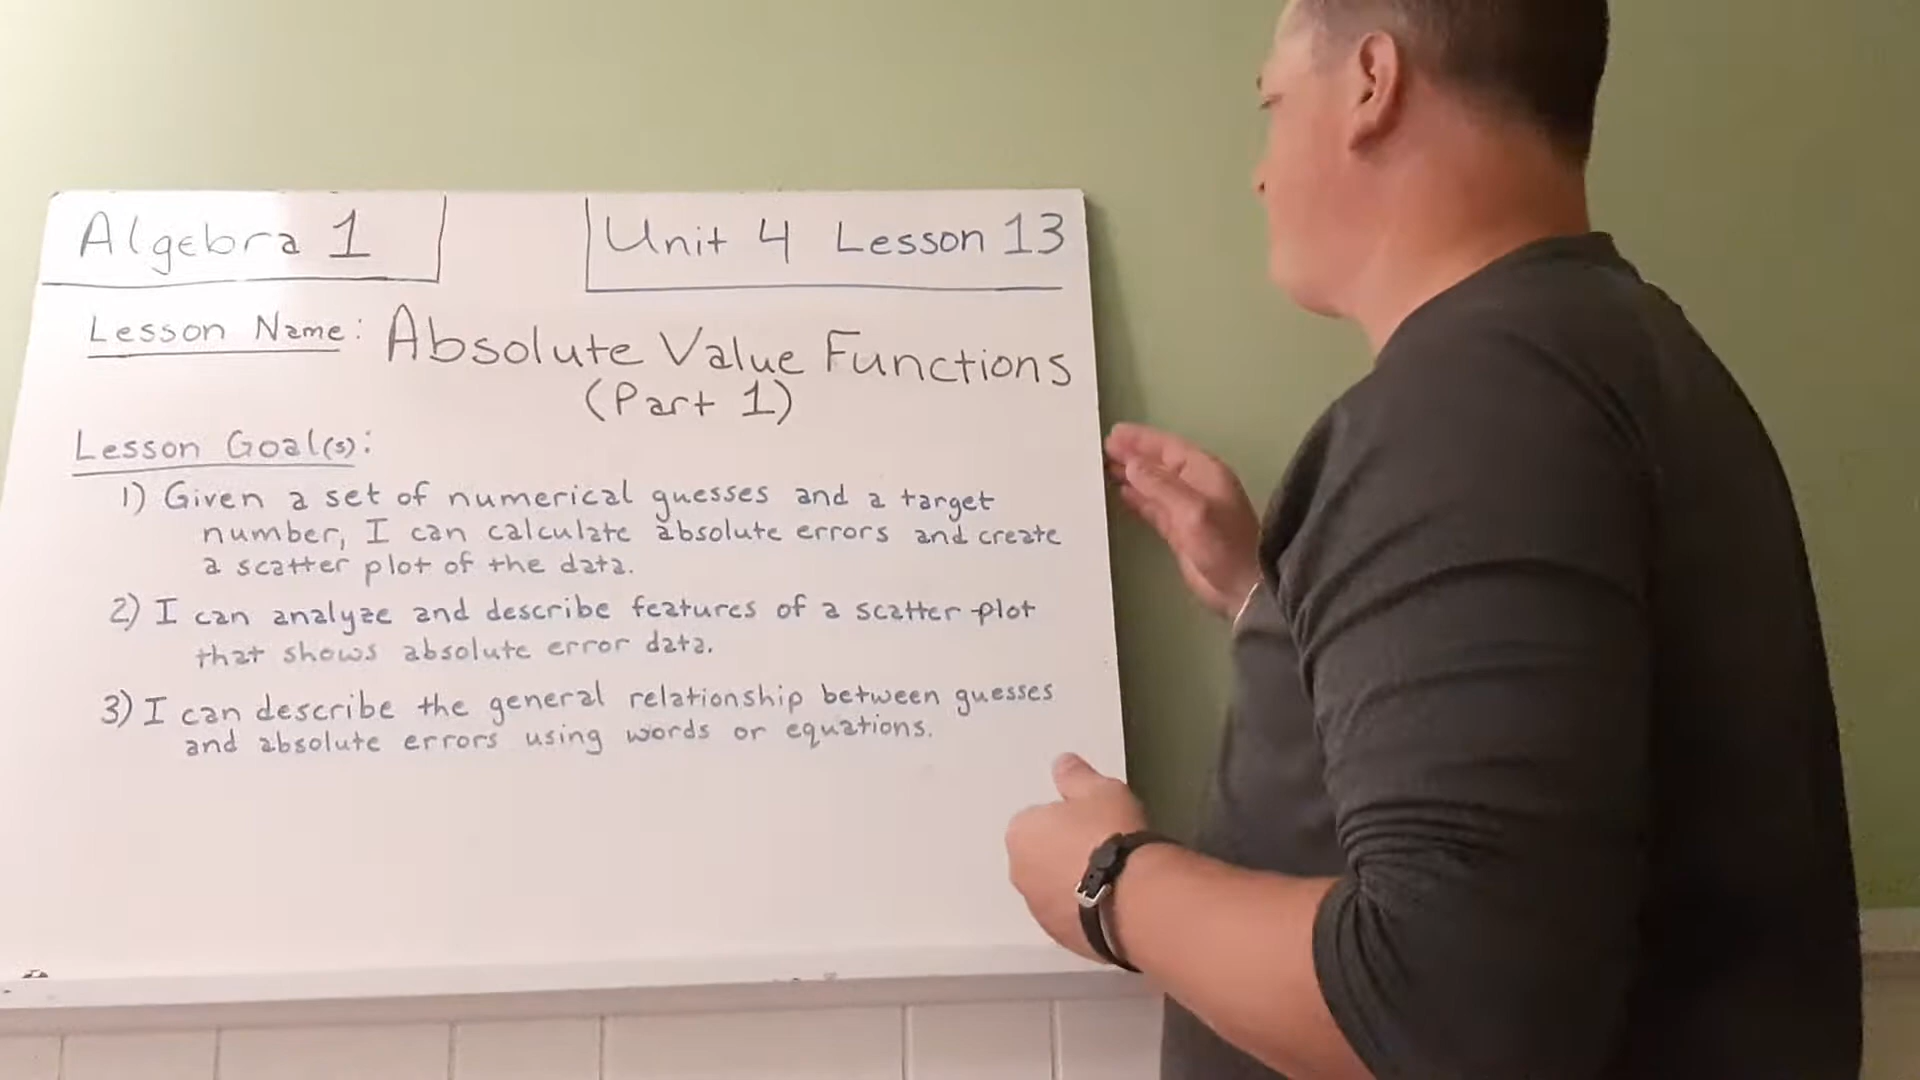 Algebra 1
Unit 4 Lesson 13
Lesson Name: Absolute Value Functions
(Part 1)
Lesson Goal(s):
1) Given a set of numerical guesses and a target
number, I can calculate absolute errors and create
a scatter plot of the data.
2) I can analyze and describe features of a scatter plot
that shows absolute error data.
3) I can describe the general relationship between guesses
and absolute errors using words or equations.